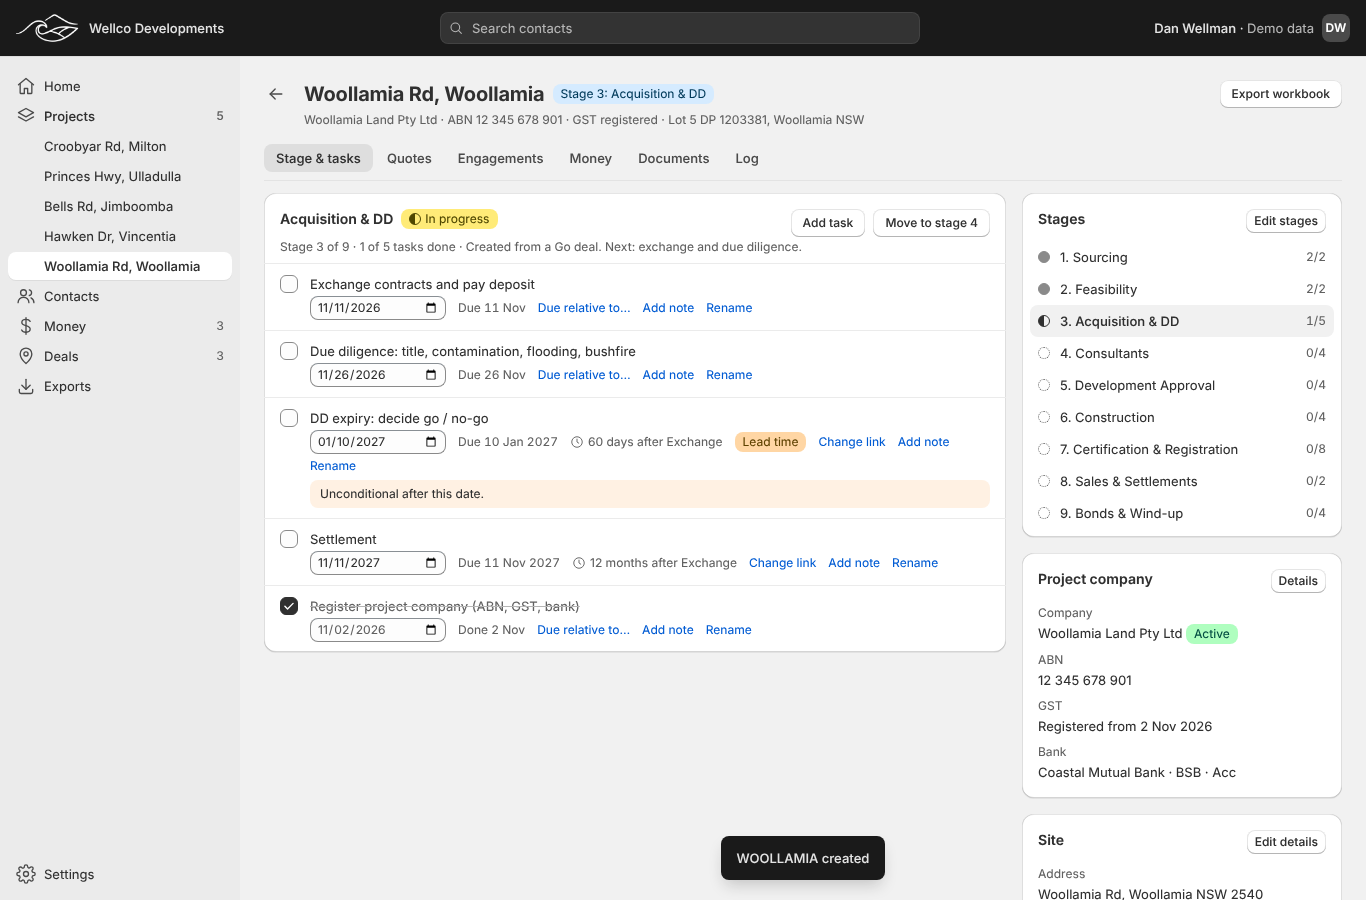 Wellco Developments
Search contacts
Dan Wellman · Demo data
DW
Home
Projects 5
Croobyar Rd, Milton
Princes Hwy, Ulladulla
Bells Rd, Jimboomba
Hawken Dr, Vincentia
Woollamia Rd, Woollamia
Contacts
Money 3
Deals 3
Exports
Settings
Woollamia Rd, Woollamia
Stage 3: Acquisition & DD
Export workbook
Woollamia Land Pty Ltd · ABN 12 345 678 901 · GST registered · Lot 5 DP 1203381, Woollamia NSW
Stage & tasks Quotes Engagements Money Documents Log
Acquisition & DD In progress
Add task Move to stage 4
Stage 3 of 9 · 1 of 5 tasks done · Created from a Go deal. Next: exchange and due diligence.
Exchange contracts and pay deposit
11/11/2026 Due 11 Nov Due relative to... Add note Rename
Due diligence: title, contamination, flooding, bushfire
11/26/2026 Due 26 Nov Due relative to... Add note Rename
DD expiry: decide go / no-go
01/10/2027 Due 10 Jan 2027 60 days after Exchange Lead time Change link Add note
Rename
Unconditional after this date.
Settlement
11/11/2027 Due 11 Nov 2027 12 months after Exchange Change link Add note Rename
Register project company (ABN, GST, bank)
11/02/2026 Done 2 Nov Due relative to... Add note Rename
Stages Edit stages
1. Sourcing 2/2
2. Feasibility 2/2
3. Acquisition & DD 1/5
4. Consultants 0/4
5. Development Approval 0/4
6. Construction 0/4
7. Certification & Registration 0/8
8. Sales & Settlements 0/2
9. Bonds & Wind-up 0/4
Project company Details
Company
Woollamia Land Pty Ltd Active
ABN
12 345 678 901
GST
Registered from 2 Nov 2026
Bank
Coastal Mutual Bank · BSB · Acc
Site Edit details
Address
Woollamia Rd, Woollamia NSW 2540
WOOLLAMIA created